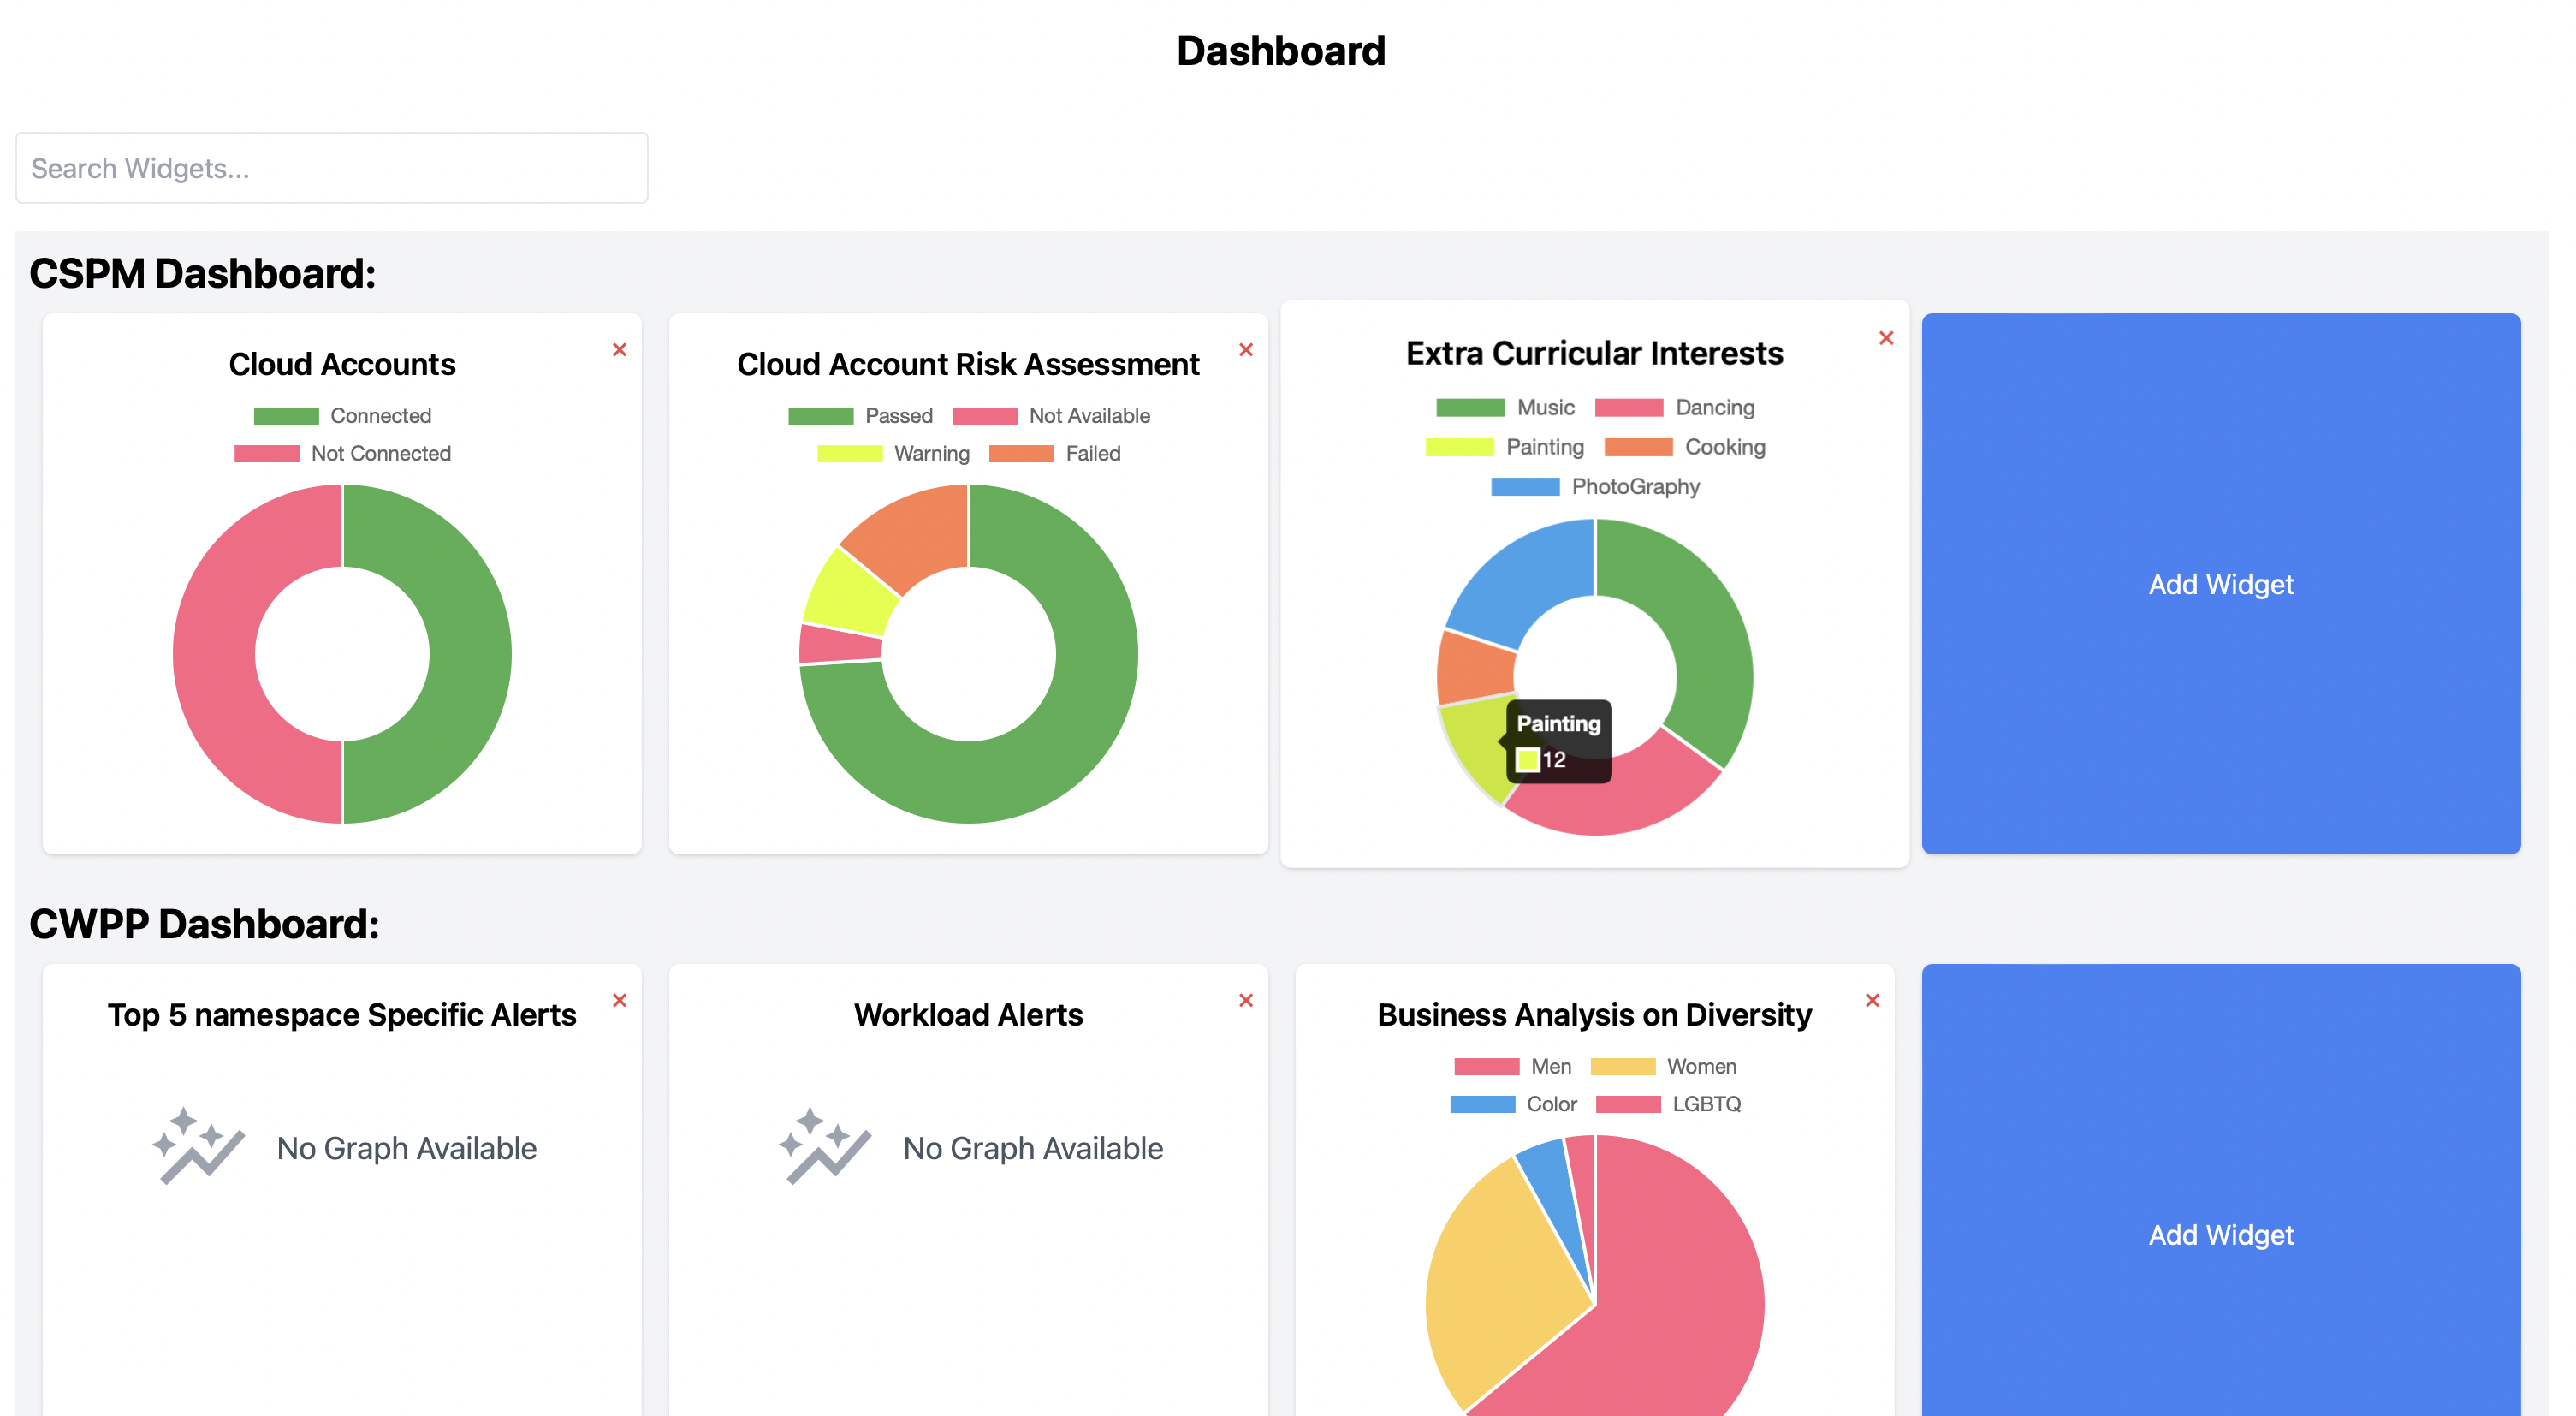 Dashboard
Search Widgets...
CSPM Dashboard:
Cloud Accounts
×
Connected
Not Connected
Cloud Account Risk Assessment
×
Passed Not Available
Warning Failed
Extra Curricular Interests
×
Music Dancing
Painting Cooking
PhotoGraphy
Painting
12
Add Widget
CWPP Dashboard:
Top 5 namespace Specific Alerts
×
No Graph Available
Workload Alerts
×
No Graph Available
Business Analysis on Diversity
×
Men Women
Color LGBTQ
Add Widget